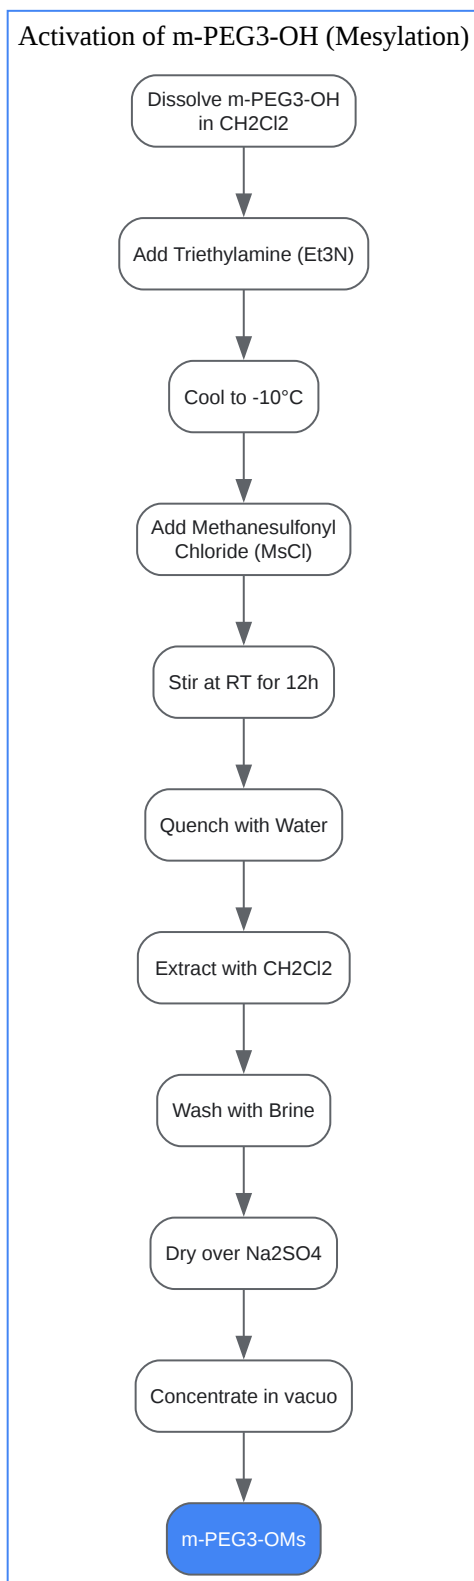 Activation of m-PEG3-OH (Mesylation)
Dissolve m-PEG3-OH
in CH2Cl2
Add Triethylamine (Et3N)
Cool to -10°C
Add Methanesulfonyl
Chloride (MsCl)
Stir at RT for 12h
Quench with Water
Extract with CH2Cl2
Wash with Brine
Dry over Na2SO4
Concentrate in vacuo
m-PEG3-OMs